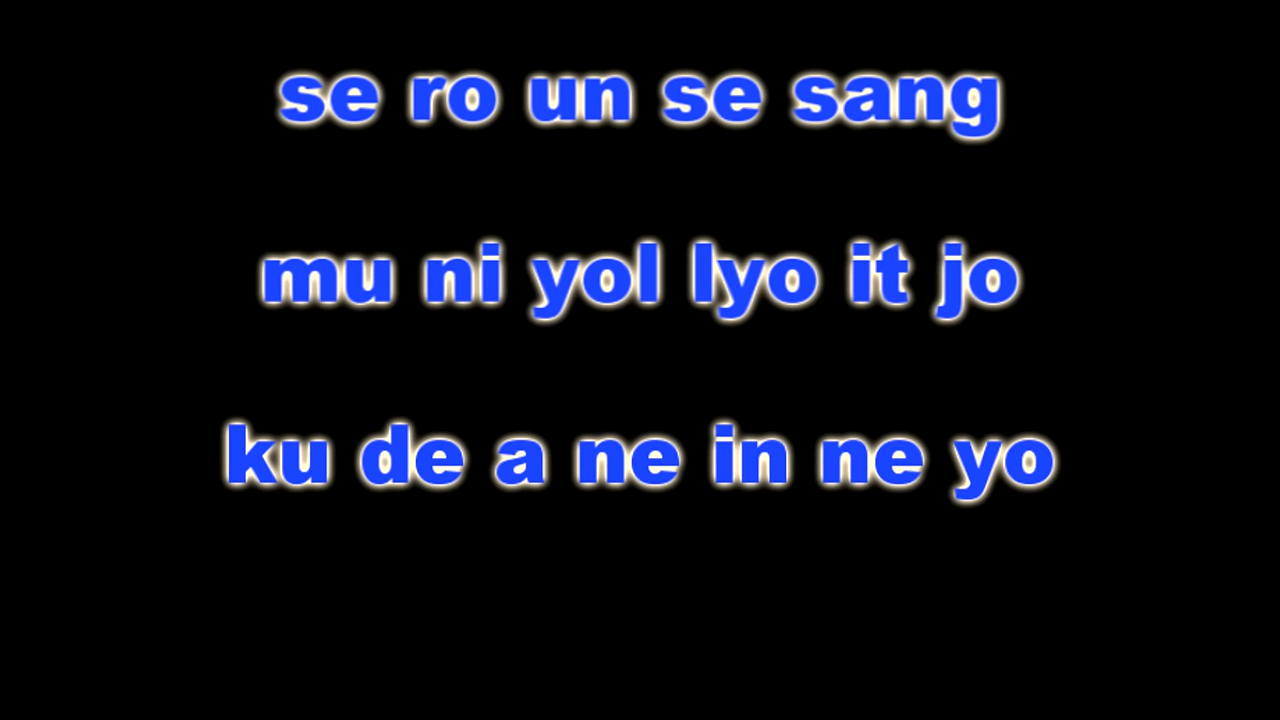 se ro un se sang
mu ni yol lyo it jo
ku de a ne in ne yo